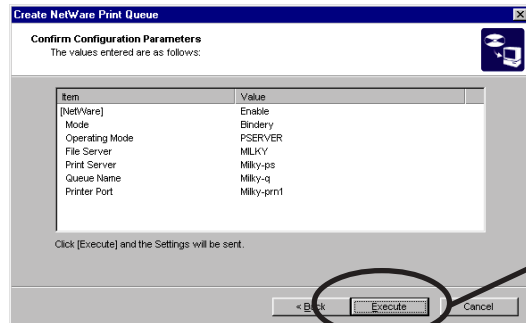 Create NetWare Print Queue
Confirm Configuration Parameters
The values entered are as follows:
Item Value
[NetWare] Enable
Mode Bindery
Operating Mode PSERVER
File Server MILKY
Print Server Milky-ps
Queue Name Milky-q
Printer Port Milky-prn1
Click [Execute] and the Settings will be sent.
< Back Execute Cancel